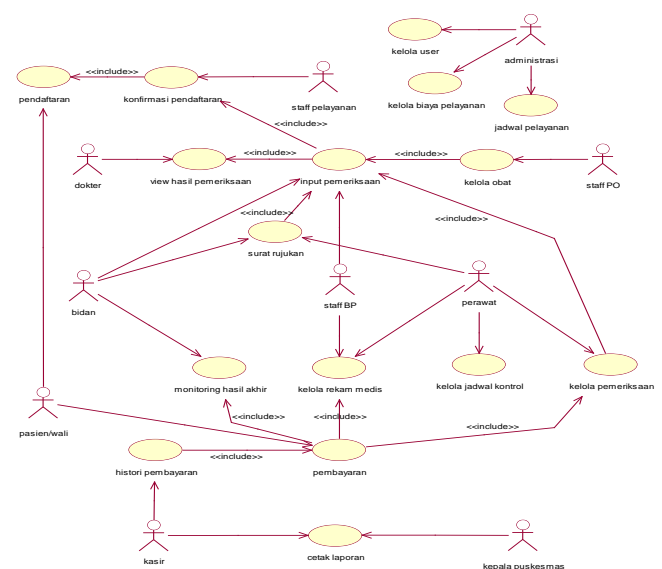 kelola user
administrasi
<<include>>
pendaftaran
konfirmasi pendaftaran
staff pelayanan
kelola biaya pelayanan
jadwal pelayanan
<<include>>
<<include>>
<<include>>
dokter
view hasil pemeriksaan
input pemeriksaan
kelola obat
staff PO
<<include>>
<<include>>
surat rujukan
bidan
staff BP
perawat
monitoring hasil akhir
kelola rekam medis
kelola jadwal kontrol
kelola pemeriksaan
<<include>>
<<include>>
<<include>>
pasien/wali
<<include>>
histori pembayaran
pembayaran
kasir
cetak laporan
kepala puskesmas